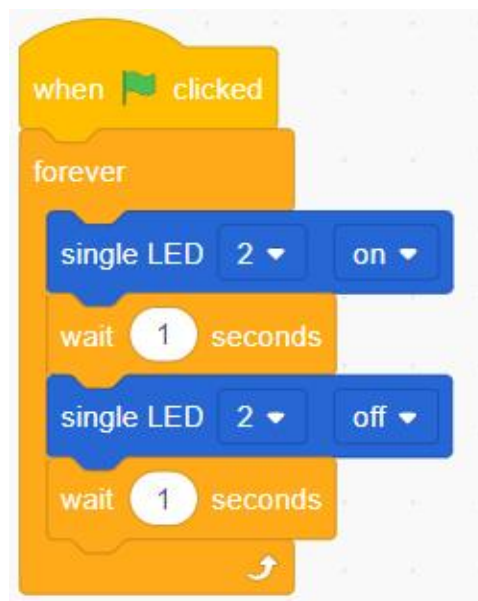 when clicked
forever
single LED 2 on
wait 1 seconds
single LED 2 off
wait 1 seconds